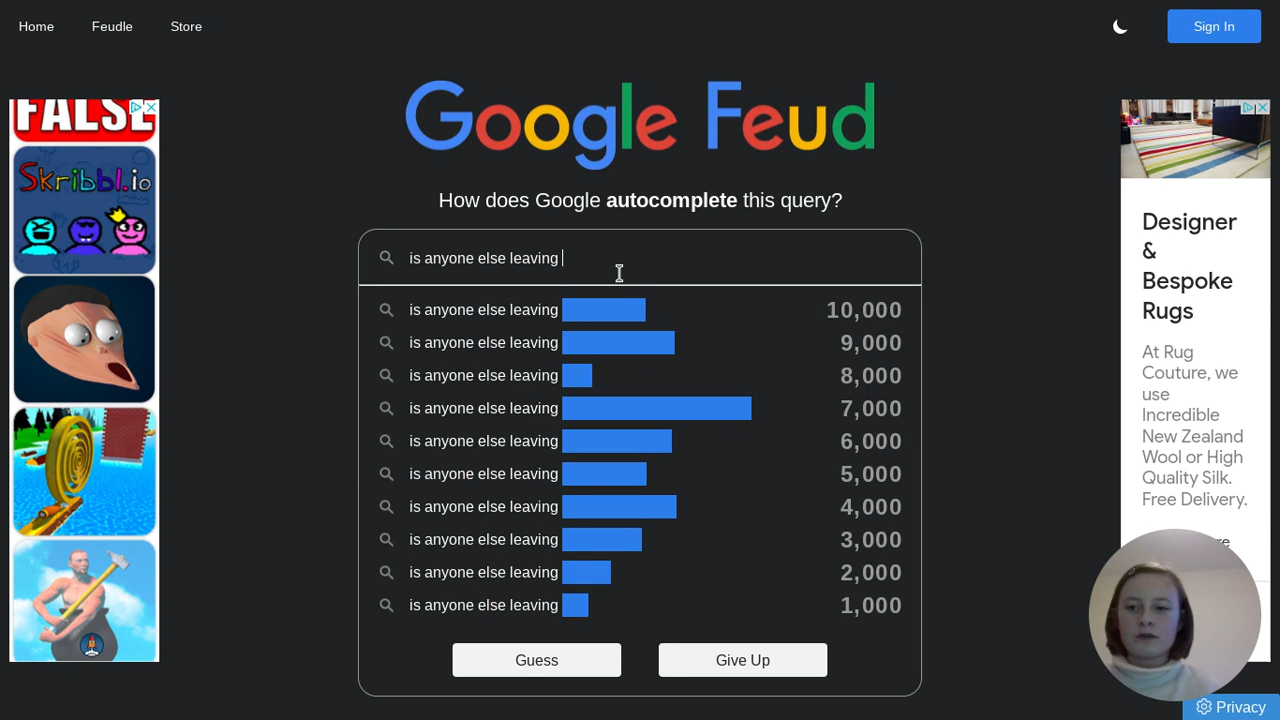 Home Feudle Store Sign In
FALSE
Skribbl.io
Google Feud
How does Google autocomplete this query?
is anyone else leaving
is anyone else leaving 10,000
is anyone else leaving 9,000
is anyone else leaving 8,000
is anyone else leaving 7,000
is anyone else leaving 6,000
is anyone else leaving 5,000
is anyone else leaving 4,000
is anyone else leaving 3,000
is anyone else leaving 2,000
is anyone else leaving 1,000
Guess Give Up
Designer
&
Bespoke
Rugs
At Rug
Couture, we
use
Incredible
New Zealand
Wool or High
Quality Silk.
Free Delivery.
Privacy